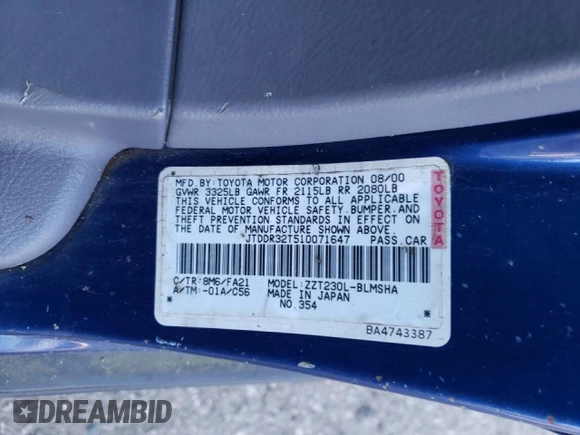 MFD. BY: TOYOTA MOTOR CORPORATION 08/00
GVWR 3325LB GAWR FR 2115LB RR 2080LB
THIS VEHICLE CONFORMS TO ALL APPLICABLE
FEDERAL MOTOR VEHICLE SAFETY, BUMPER, AND
THEFT PREVENTION STANDARDS IN EFFECT ON
THE DATE OF MANUFACTURE SHOWN ABOVE.
JTDDR32T510071647 PASS. CAR
TOYOTA
C/TR: 8M6/FA21 MODEL: ZZT230L-BLMSHA
A/TM: -01A/C56 MADE IN JAPAN
NO. 354
BA4743387
DREAMBID